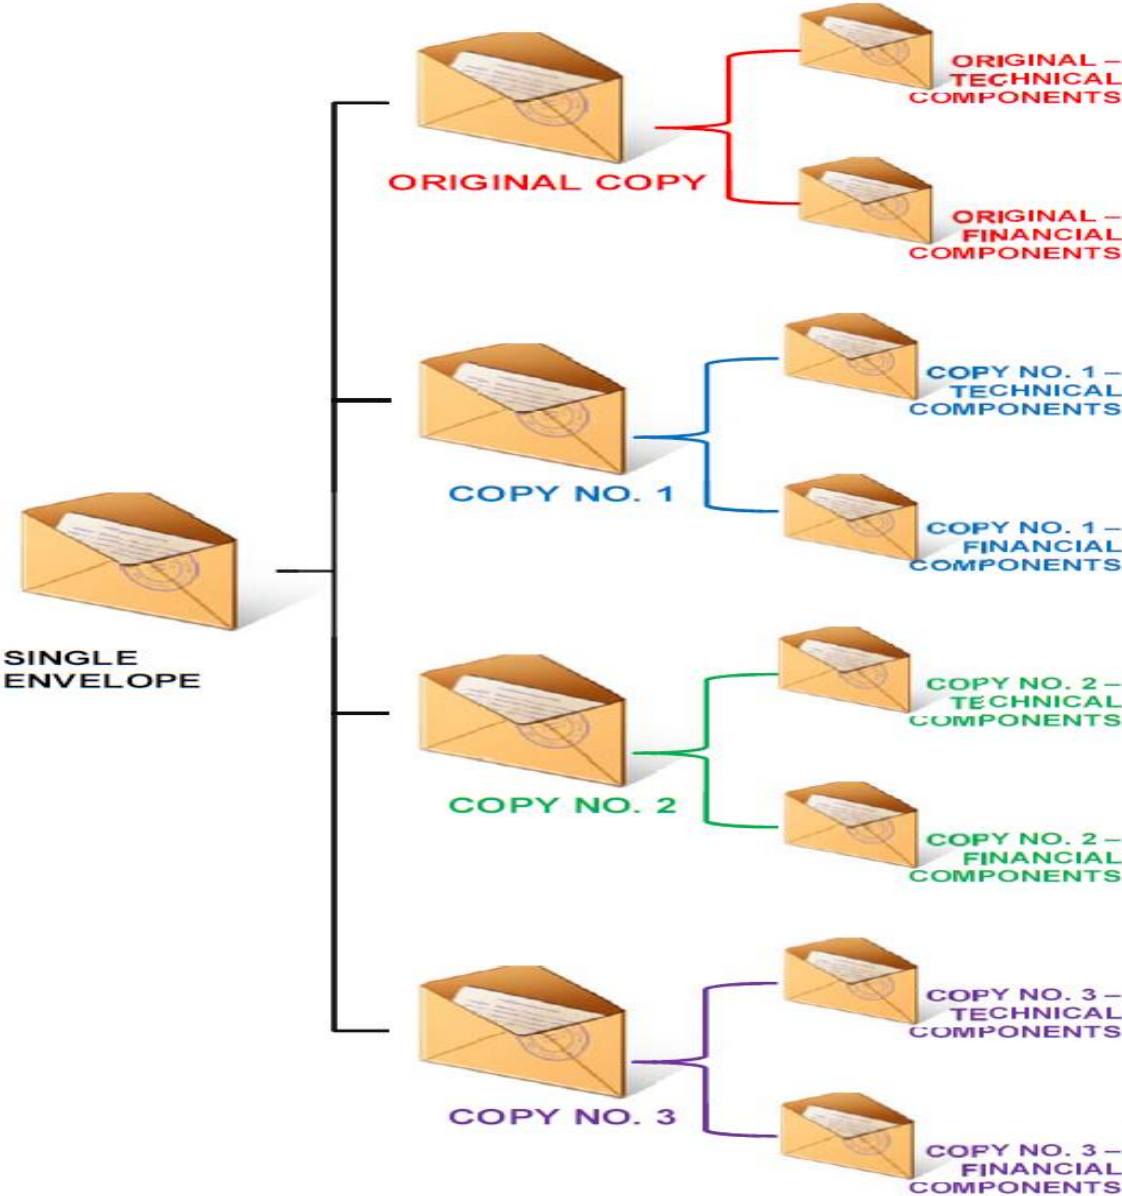 ORIGINAL –
TECHNICAL
COMPONENTS
ORIGINAL COPY
ORIGINAL –
FINANCIAL
COMPONENTS
COPY NO. 1 –
TECHNICAL
COMPONENTS
COPY NO. 1
COPY NO. 1 –
FINANCIAL
COMPONENTS
SINGLE
ENVELOPE
COPY NO. 2 –
TECHNICAL
COMPONENTS
COPY NO. 2
COPY NO. 2 –
FINANCIAL
COMPONENTS
COPY NO. 3 –
TECHNICAL
COMPONENTS
COPY NO. 3
COPY NO. 3 –
FINANCIAL
COMPONENTS